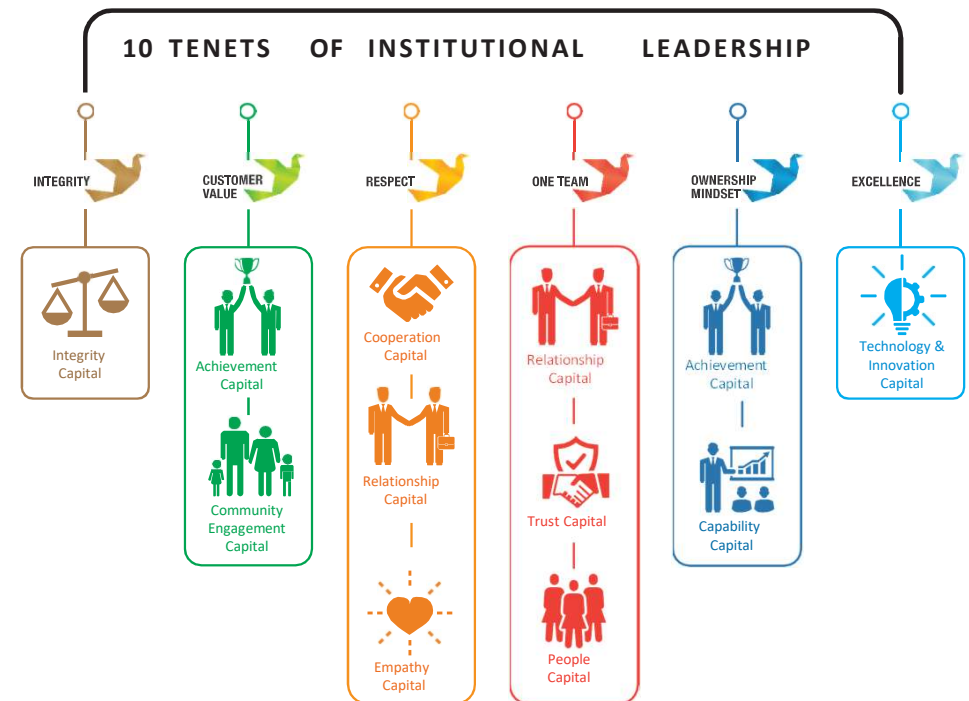 10 TENETS OF INSTITUTIONAL LEADERSHIP
INTEGRITY
Integrity
Capital
CUSTOMER
VALUE
Achievement
Capital
Community
Engagement
Capital
RESPECT
Cooperation
Capital
Relationship
Capital
Empathy
Capital
ONE TEAM
Relationship
Capital
Trust Capital
People
Capital
OWNERSHIP
MINDSET
Achievement
Capital
Capability
Capital
EXCELLENCE
Technology &
Innovation
Capital